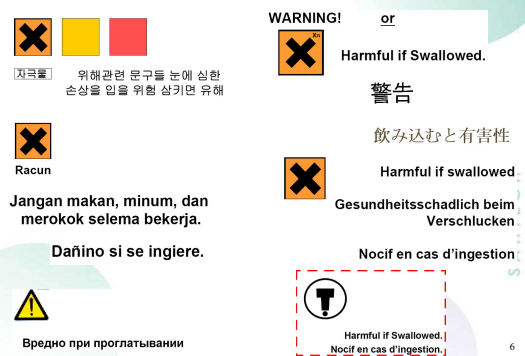 자극물
위해관련 문구들 눈에 심한
손상을 입을 위험 삼키면 유해
Racun
Jangan makan, minum, dan
merokok selema bekerja.
Dañino si se ingiere.
Вредно при проглатывании
WARNING! or
Xn
Harmful if Swallowed.
警告
飲み込むと有害性
Harmful if swallowed
Gesundheitsschadlich beim
Verschlucken
Nocif en cas d’ingestion
Harmful if Swallowed.
Nocif en cas d’ingestion.
6